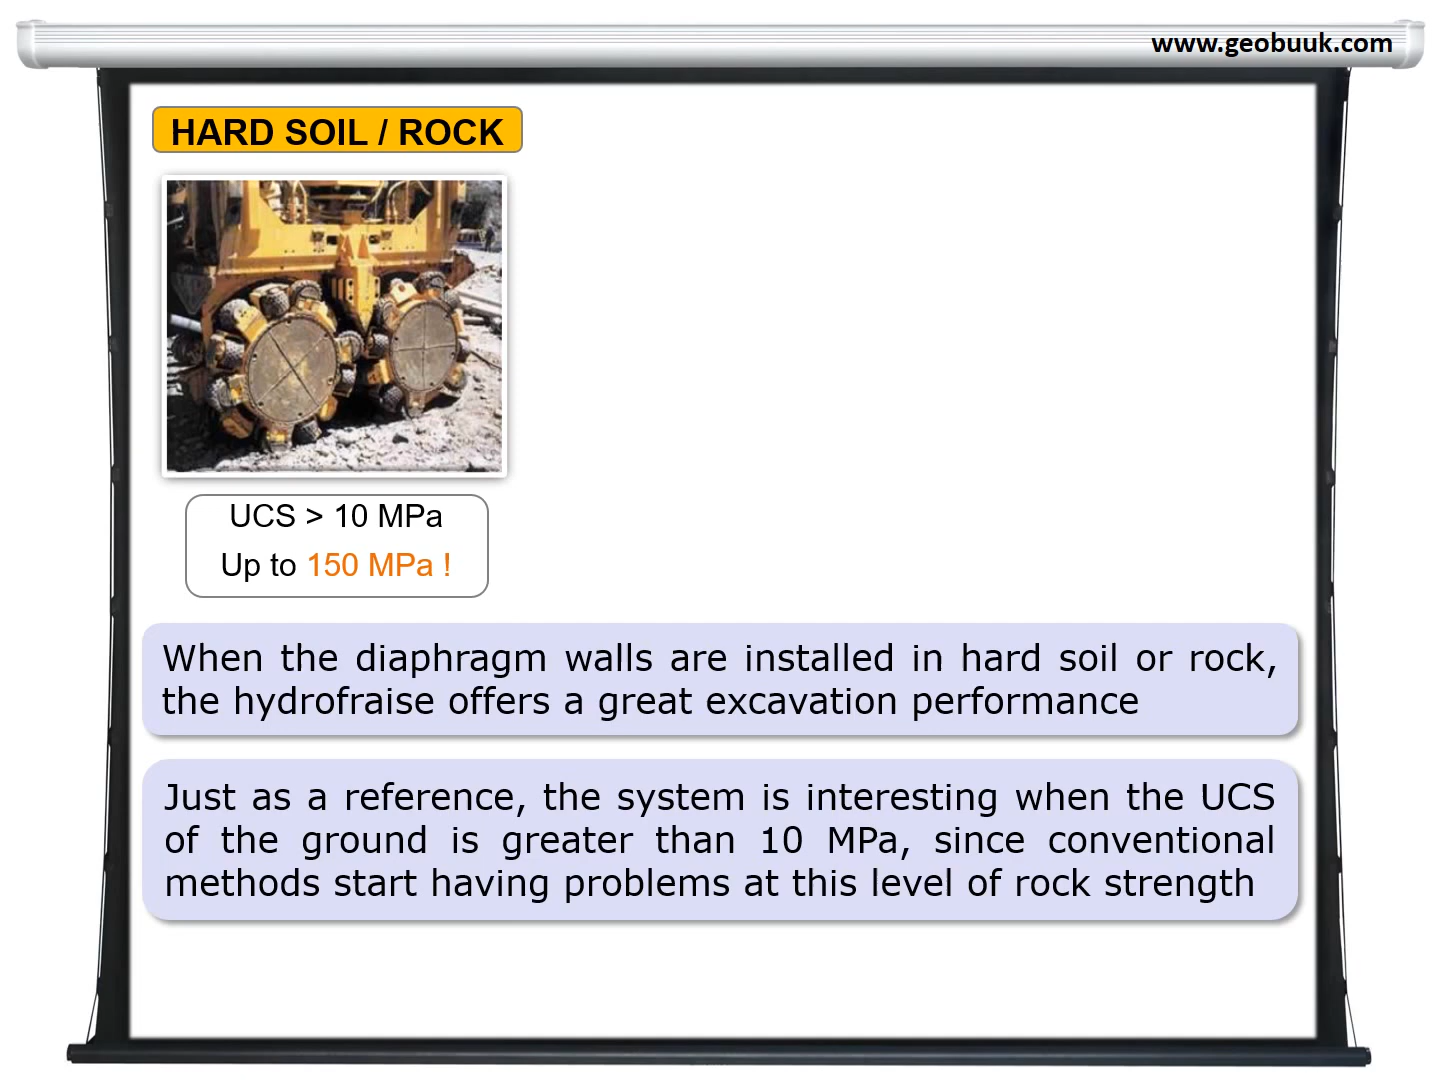 www.geobuuk.com
HARD SOIL / ROCK
UCS > 10 MPa
Up to 150 MPa !
When the diaphragm walls are installed in hard soil or rock,
the hydrofraise offers a great excavation performance
Just as a reference, the system is interesting when the UCS
of the ground is greater than 10 MPa, since conventional
methods start having problems at this level of rock strength